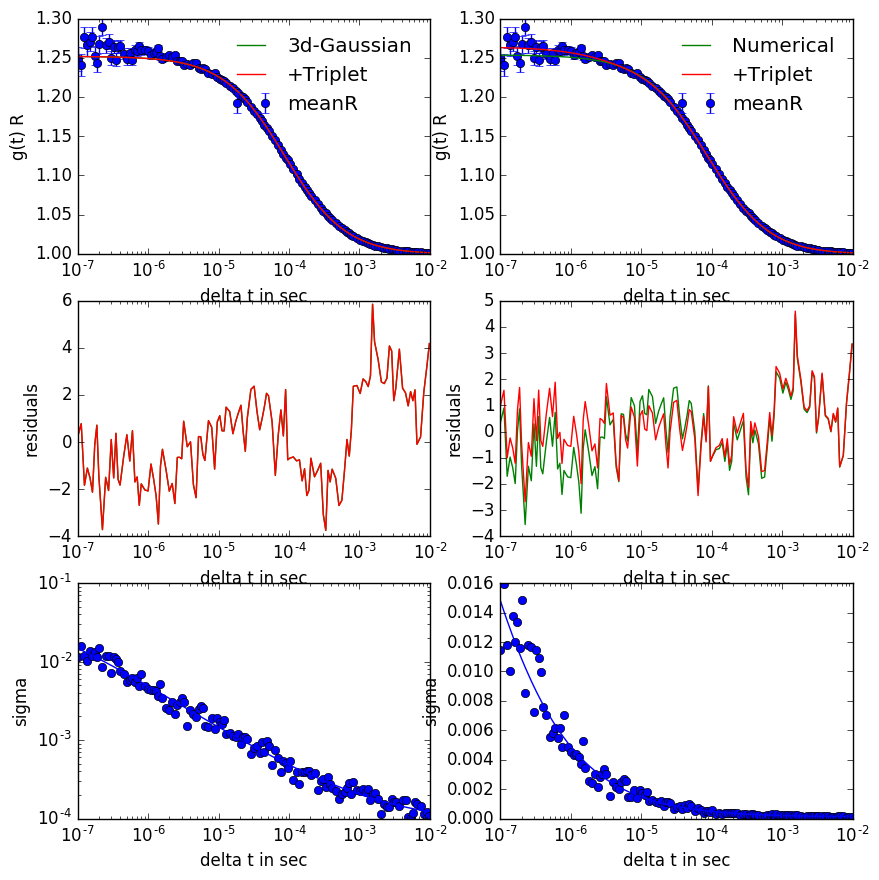 1.30
1.25
1.20
1.15
1.10
1.05
1.00
g(t) R
3d-Gaussian
+Triplet
meanR
10^-7 10^-6 10^-5 10^-4 10^-3 10^-2
delta t in sec
1.30
1.25
1.20
1.15
1.10
1.05
1.00
g(t) R
Numerical
+Triplet
meanR
10^-7 10^-6 10^-5 10^-4 10^-3 10^-2
delta t in sec
6
4
2
0
−2
−4
residuals
10^-7 10^-6 10^-5 10^-4 10^-3 10^-2
delta t in sec
5
4
3
2
1
0
−1
−2
−3
−4
residuals
10^-7 10^-6 10^-5 10^-4 10^-3 10^-2
delta t in sec
10^-1
10^-2
10^-3
10^-4
sigma
10^-7 10^-6 10^-5 10^-4 10^-3 10^-2
delta t in sec
0.016
0.014
0.012
0.010
0.008
0.006
0.004
0.002
0.000
sigma
10^-7 10^-6 10^-5 10^-4 10^-3 10^-2
delta t in sec